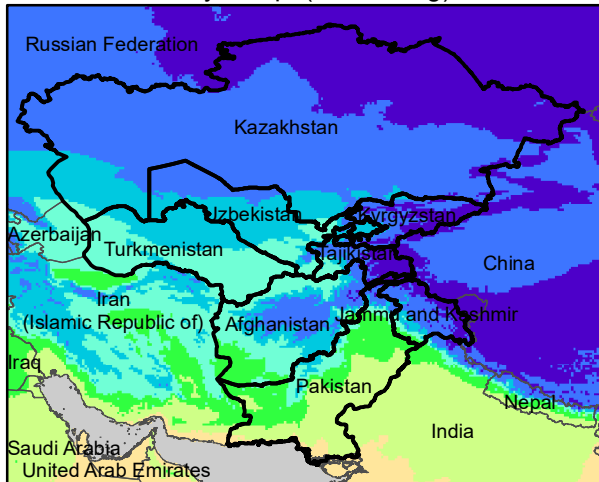 Russian Federation
Kazakhstan
Uzbekistan
Kyrgyzstan
Azerbaijan
Turkmenistan
Tajikistan
China
Iran
(Islamic Republic of)
Afghanistan
Jammu and Kashmir
Iraq
Pakistan
Nepal
India
Saudi Arabia
United Arab Emirates